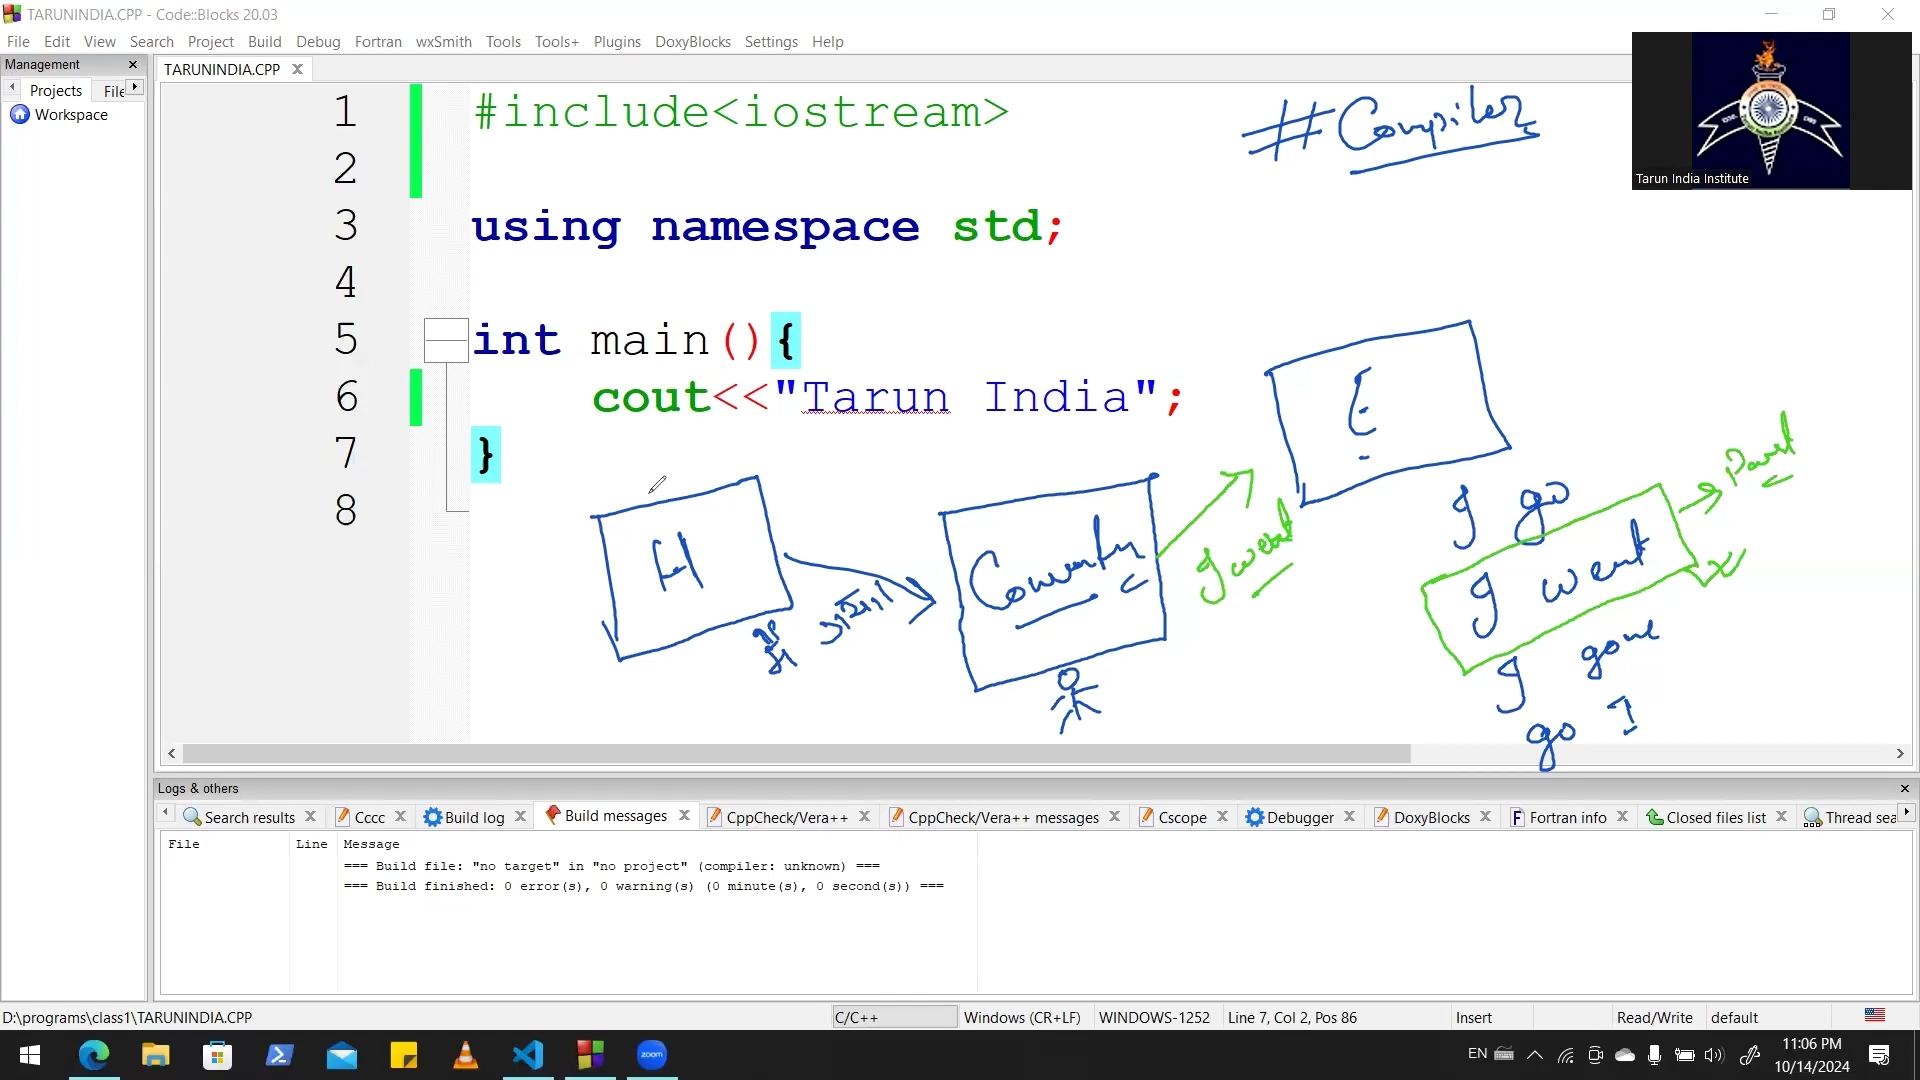 TARUNINDIA.CPP - Code::Blocks 20.03
File Edit View Search Project Build Debug Fortran wxSmith Tools Tools+ Plugins DoxyBlocks Settings Help
Management
Projects File
Workspace
TARUNINDIA.CPP
1 #include<iostream>
2
3 using namespace std;
4
5 int main(){
6 cout<<"Tarun India";
7 }
8
#Compiler
Tarun India Institute
H
E
I went
I go
I went
I gone
go I
Logs & others
Search results Cccc Build log Build messages CppCheck/Vera++ CppCheck/Vera++ messages Cscope Debugger DoxyBlocks Fortran info Closed files list Thread sea
File Line Message
=== Build file: "no target" in "no project" (compiler: unknown) ===
=== Build finished: 0 error(s), 0 warning(s) (0 minute(s), 0 second(s)) ===
D:\programs\class1\TARUNINDIA.CPP C/C++ Windows (CR+LF) WINDOWS-1252 Line 7, Col 2, Pos 86 Insert Read/Write default
zoom
EN
11:06 PM
10/14/2024